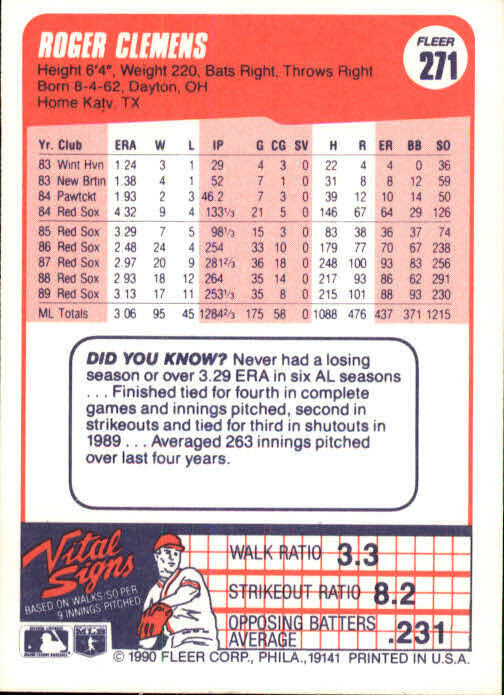 ROGER CLEMENS
FLEER
271
Height 6'4", Weight 220, Bats Right, Throws Right
Born 8-4-62, Dayton, OH
Home Katy, TX
Yr. Club ERA W L IP G CG SV H R ER BB SO
83 Wint Hvn 1.24 3 1 29 4 3 0 22 4 4 0 36
83 New Brtin 1.38 4 1 52 7 1 0 31 8 8 12 59
84 Pawtckt 1.93 2 3 46 2 7 3 0 39 12 10 14 50
84 Red Sox 4.32 9 4 133 1/3 21 5 0 146 67 64 29 126
85 Red Sox 3.29 7 5 98 1/3 15 3 0 83 38 36 37 74
86 Red Sox 2.48 24 4 254 33 10 0 179 77 70 67 238
87 Red Sox 2.97 20 9 281 2/3 36 18 0 248 100 93 83 256
88 Red Sox 2.93 18 12 264 35 14 0 217 93 86 62 291
89 Red Sox 3.13 17 11 253 1/3 35 8 0 215 101 88 93 230
ML Totals 3.06 95 45 1284 2/3 175 58 0 1088 476 437 371 1215
DID YOU KNOW? Never had a losing
season or over 3.29 ERA in six AL seasons
. . . Finished tied for fourth in complete
games and innings pitched, second in
strikeouts and tied for third in shutouts in
1989 . . . Averaged 263 innings pitched
over last four years.
Vital
Signs
BASED ON WALKS/SO PER
9 INNINGS PITCHED
WALK RATIO 3.3
STRIKEOUT RATIO 8.2
OPPOSING BATTERS
AVERAGE .231
© 1990 FLEER CORP., PHILA., 19141 PRINTED IN U.S.A.